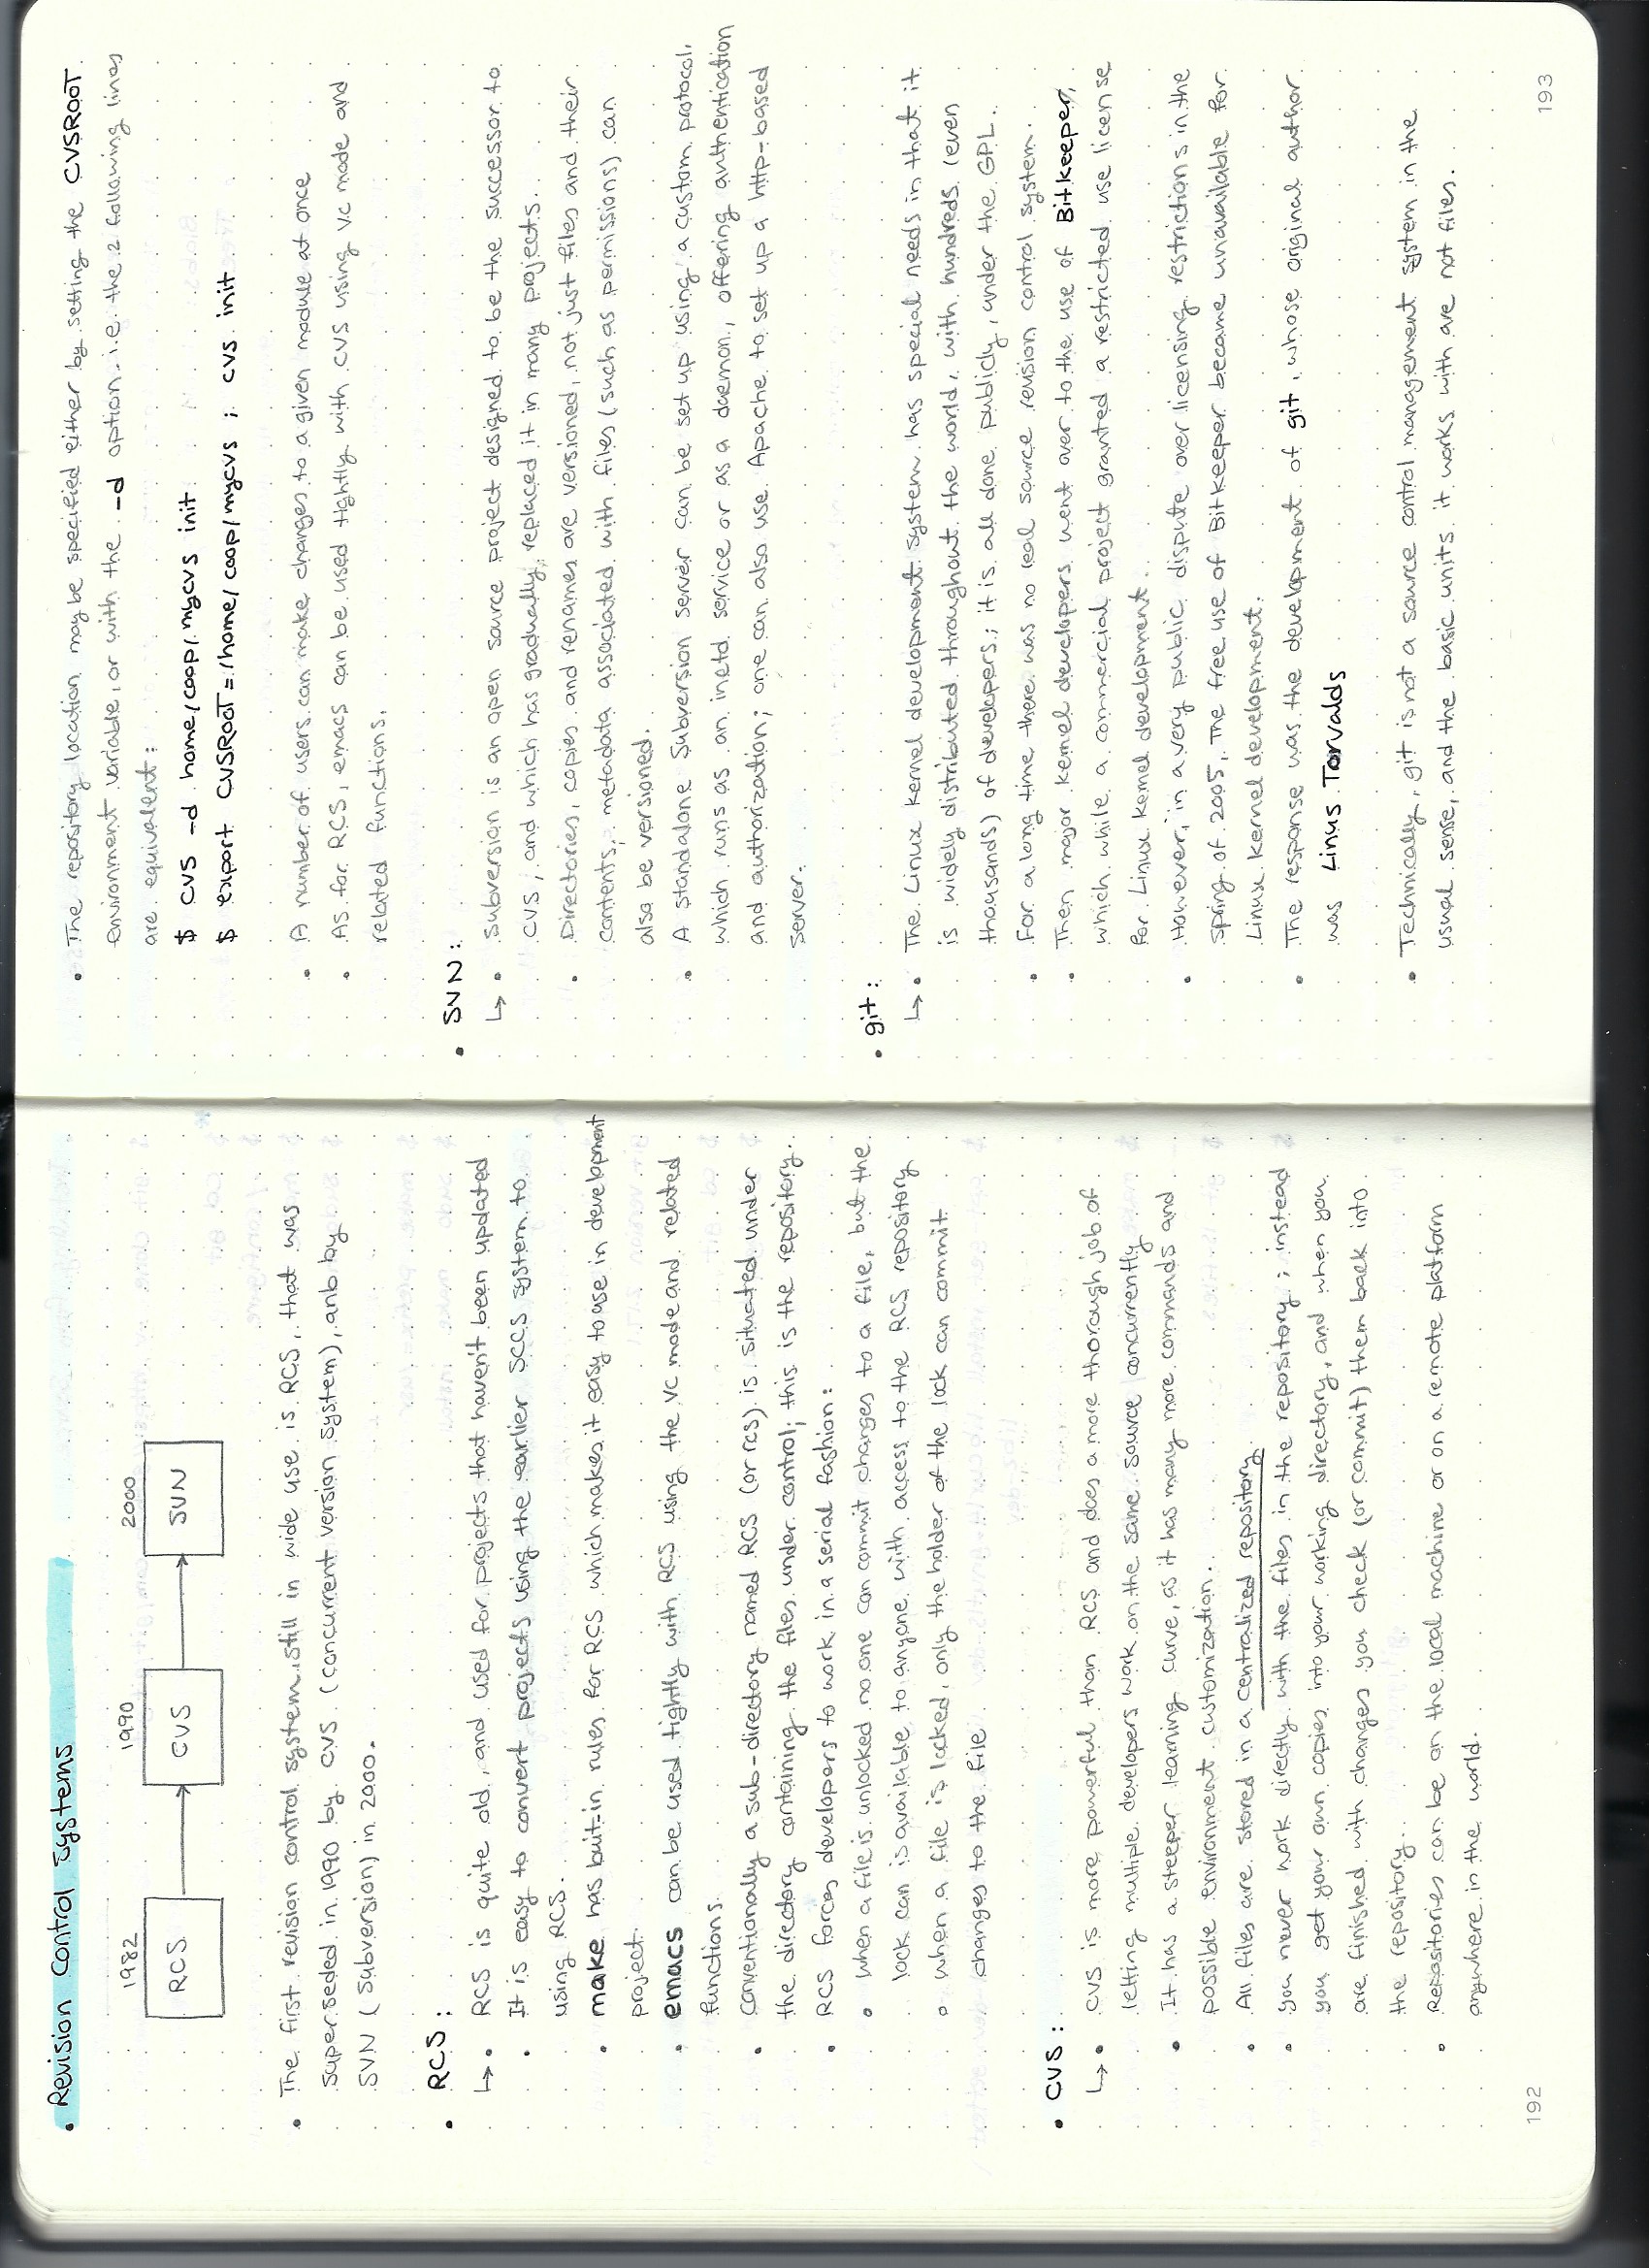 • Revision Control Systems
1982 1990 2000
RCS CVS SVN
• The first revision control system still in wide use is RCS, that was
superseded in 1990 by CVS (concurrent version system), anb by
SVN (Subversion) in 2000.
• RCS :
↳ • RCS is quite old, and used for projects that haven't been updated
• It is easy to convert projects using the earlier SCCS system to
using RCS.
• make has buit-in rules for RCS which makes it easy to use in development
project.
• emacs can be used tightly with RCS using the VC mode and related
functions.
• conventionally a sub-directory named RCS (or rcs) is situated under
the directory containing the files under control; this is the repository.
• RCS forces developers to work in a serial fashion:
○ when a file is unlocked no one can commit changes to a file, but the
lock can is available to anyone with access to the RCS repository
○ when a file is locked, only the holder of the lock can commit
changes to the file
• CVS :
↳ • CVS is more powerful than RCS and does a more thorough job of
letting multiple developers work on the same source concurrently
• It has a steeper learning curve, as it has many more commands and
possible environment customization.
• All files are stored in a centralized repository
• you never work directly with the files in the repository; instead
you get your own copies into your working directory, and when you
are finished with changes you check (or commit) them back into
the repository.
• Repositories can be on the local machine or on a remote platform
anywhere in the world.
192
• The repository location may be specified either by setting the CVSROOT
environment variable, or with the -d option i.e. the 2 following lines
are equivalent:
$ cvs -d home/coop/mycvs init
$ export CVSROOT=/home/coop/mycvs ; cvs init
• A number of users can make changes to a given module at once
• As for RCS, emacs can be used tightly with CVS using VC mode and
related functions.
• SVN :
↳ • Subversion is an open source project designed to be the successor to
CVS, and which has gradually replaced it in many projects.
• Directories, copies and renames are versioned, not just files and their
contents, metadata associated with files (such as permissions) can
also be versioned.
• A standalone Subversion server can be set up using a custom protocol,
which runs as an inetd service or as a daemon, offering authentication
and authorization; one can also use Apache to set up a http-based
server.
• git :
↳ • The Linux kernel development system has special needs in that it
is widely distributed throughout the world, with hundreds (even
thousands) of developers; it is all done publicly, under the GPL.
• For a long time there was no real source revision control system.
• Then major kernel developers went over to the use of Bitkeeper,
which while a commercial project granted a restricted use license
for Linux kernel development.
• However, in a very public dispute over licensing restrictions in the
spring of 2005, The free use of Bitkeeper became unavailable for
Linux kernel development.
• The response was the development of git, whose original author
was Linus Torvalds
• Technically, git is not a source control management system in the
usual sense, and the basic units it works with are not files.
193